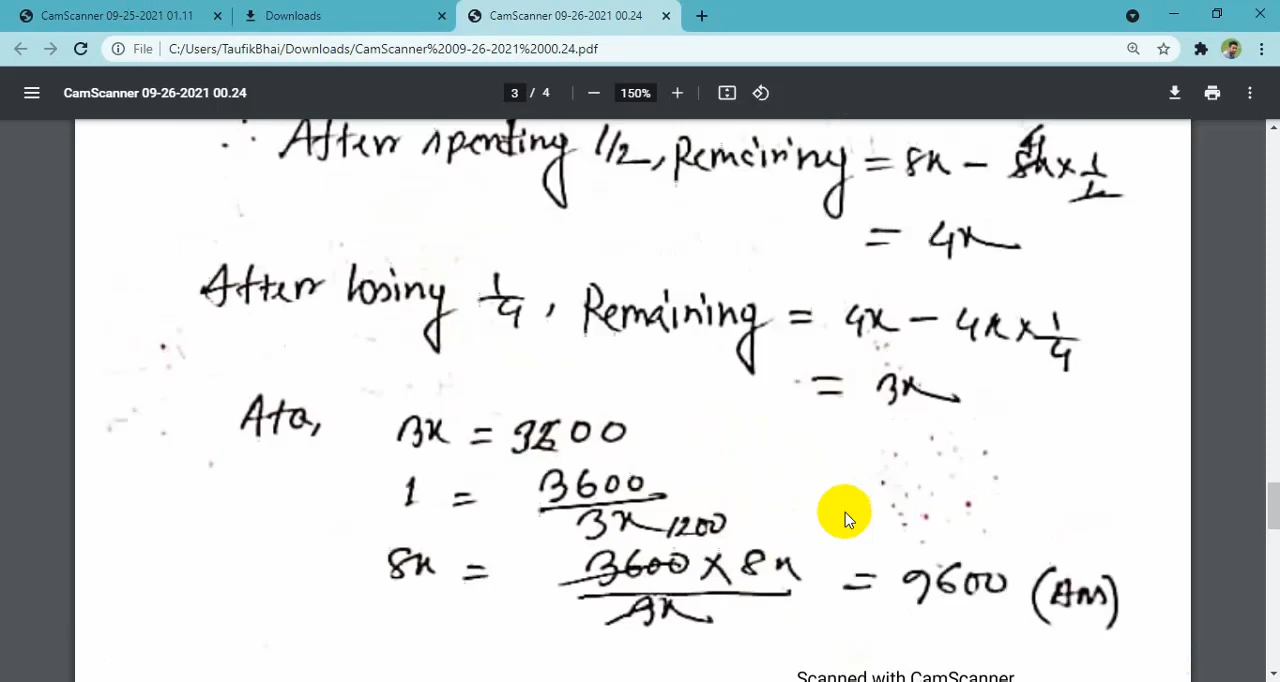 CamScanner 09-25-2021 01.11
Downloads
CamScanner 09-26-2021 00.24
File
C:/Users/TaufikBhai/Downloads/CamScanner%2009-26-2021%2000.24.pdf
CamScanner 09-26-2021 00.24
3 / 4
150%
∴ After spending 1/2, Remaining = 8x -
= 4x
After losing 1/4, Remaining = 4x - 4x × 1/4
= 3x
Ata, 3x = 3600
1 = 3600/3x
1200
8x = 3600 × 8x / 3x = 9600 (Ans)
Scanned with CamScanner